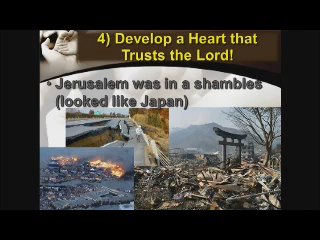 4) Develop a Heart that
Trusts the Lord!
• Jerusalem was in a shambles
(looked like Japan)